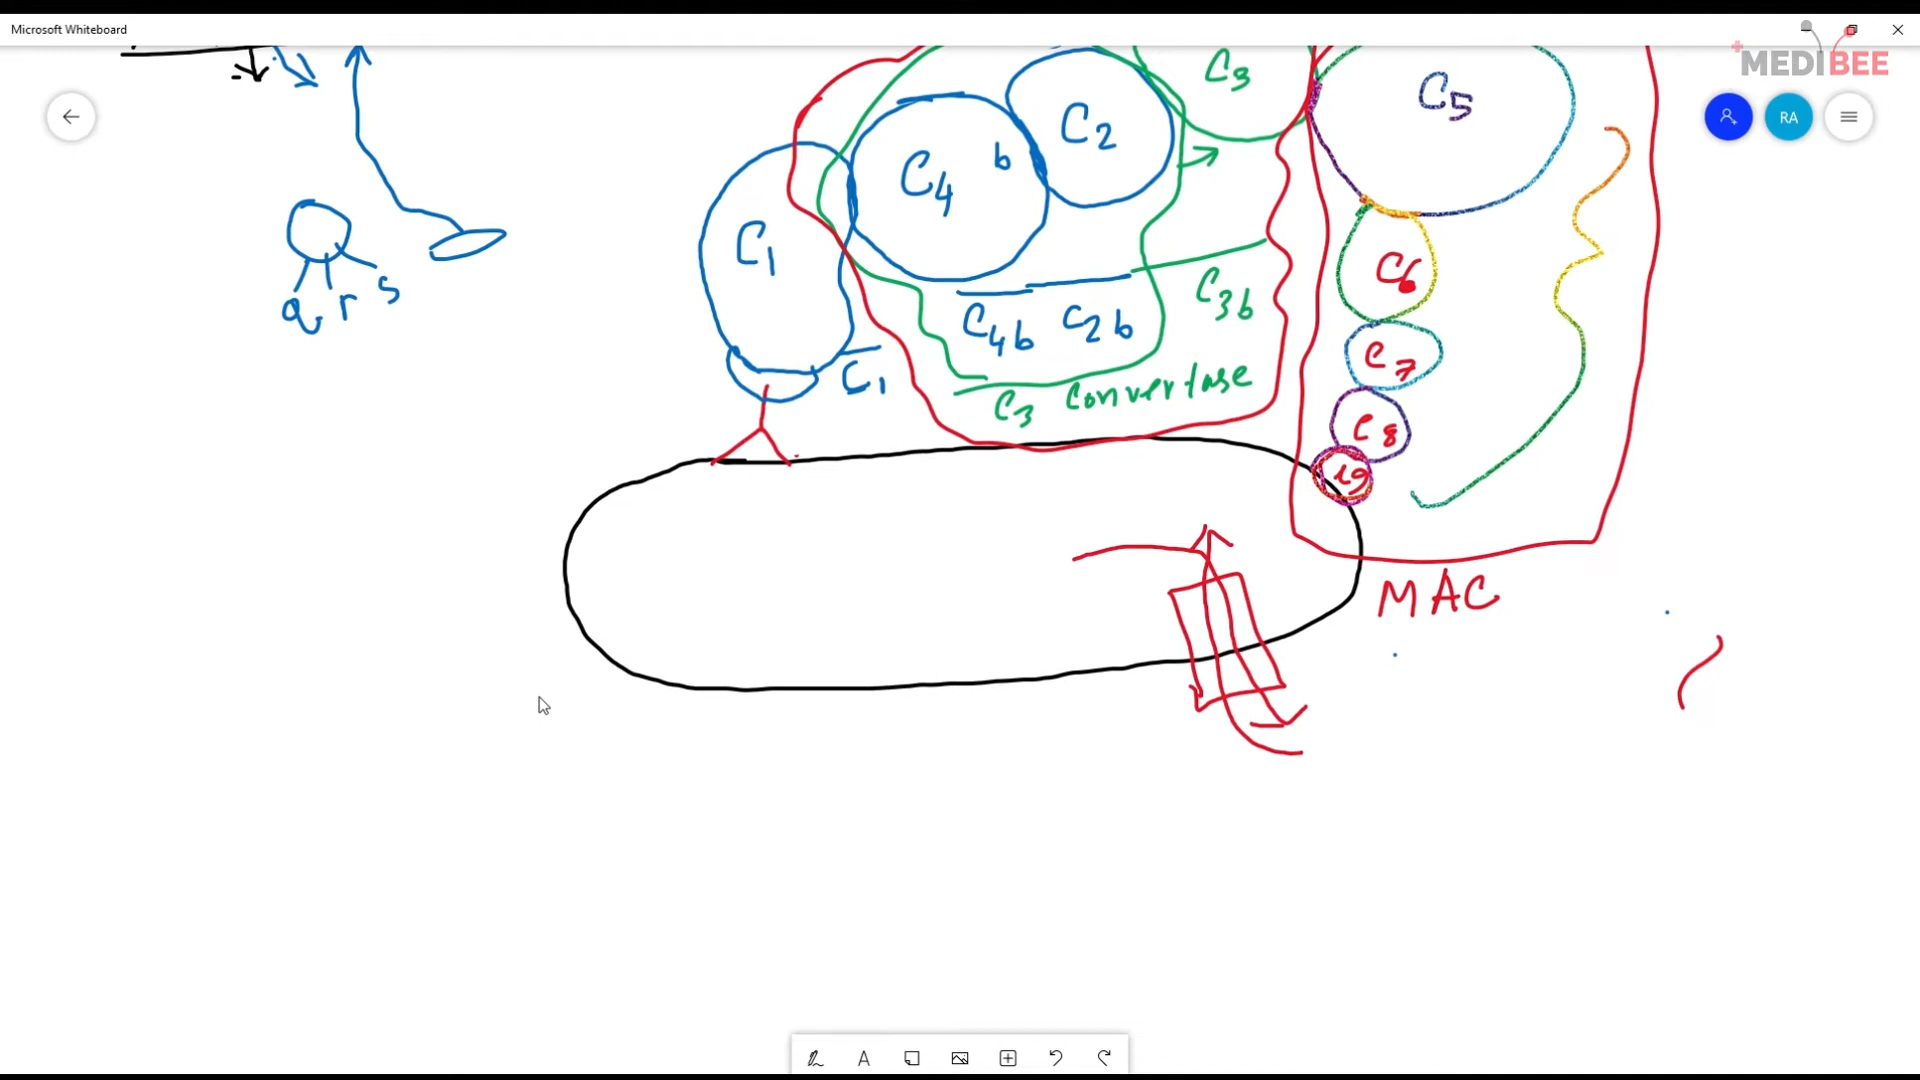 Microsoft Whiteboard
MEDIBEE
RA
C3
C5
C2
C4 b
C1
C6
q r s
C3b
C4b C2b
C7
C1
C3 convertase
C8
c9
MAC
A